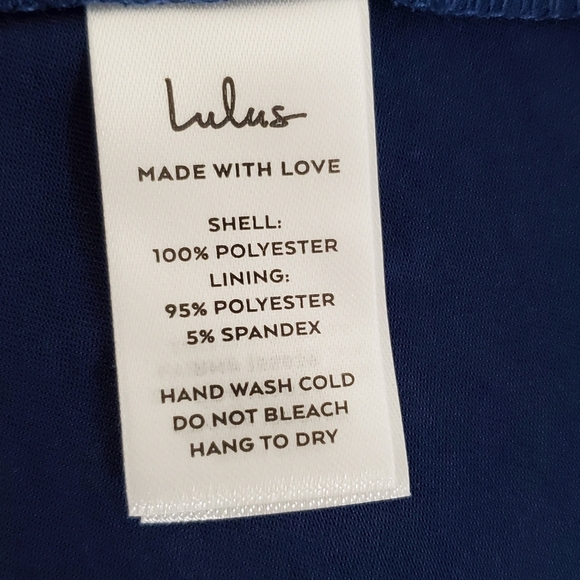 Lulus
MADE WITH LOVE
SHELL:
100% POLYESTER
LINING:
95% POLYESTER
5% SPANDEX
HAND WASH COLD
DO NOT BLEACH
HANG TO DRY